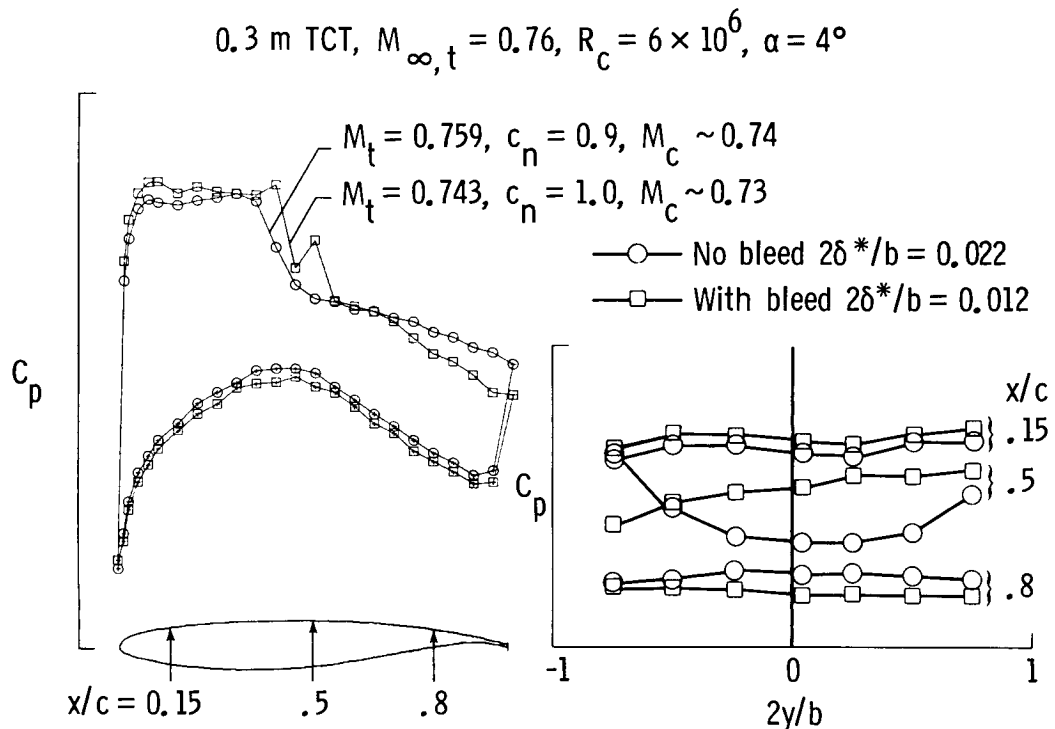 0.3 m TCT, M∞,t = 0.76, Rc = 6 × 10⁶, α = 4°
Mt = 0.759, cn = 0.9, Mc ~0.74
Mt = 0.743, cn = 1.0, Mc ~0.73
No bleed 2δ*/b = 0.022
With bleed 2δ*/b = 0.012
Cp
x/c = 0.15
.5
.8
Cp
x/c
.15
.5
.8
-1
0
1
2y/b